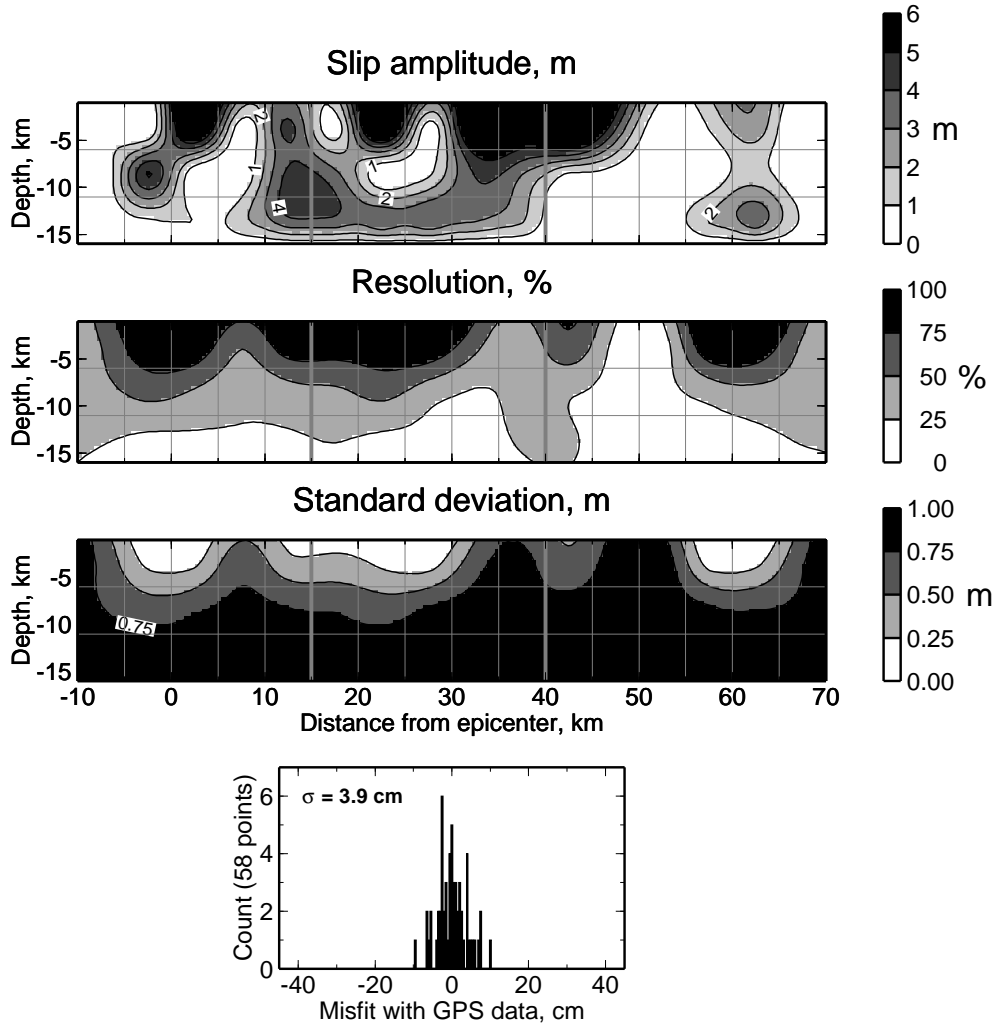 Slip amplitude, m
Depth, km
-5
-10
-15
2
1
4
1
2
2
6
5
4
3
2
1
0
m
Resolution, %
Depth, km
-5
-10
-15
100
75
50
25
0
%
Standard deviation, m
Depth, km
-5
-10
-15
0.75
1.00
0.75
0.50
0.25
0.00
m
-10 0 10 20 30 40 50 60 70
Distance from epicenter, km
σ = 3.9 cm
Count (58 points)
6
4
2
0
-40 -20 0 20 40
Misfit with GPS data, cm